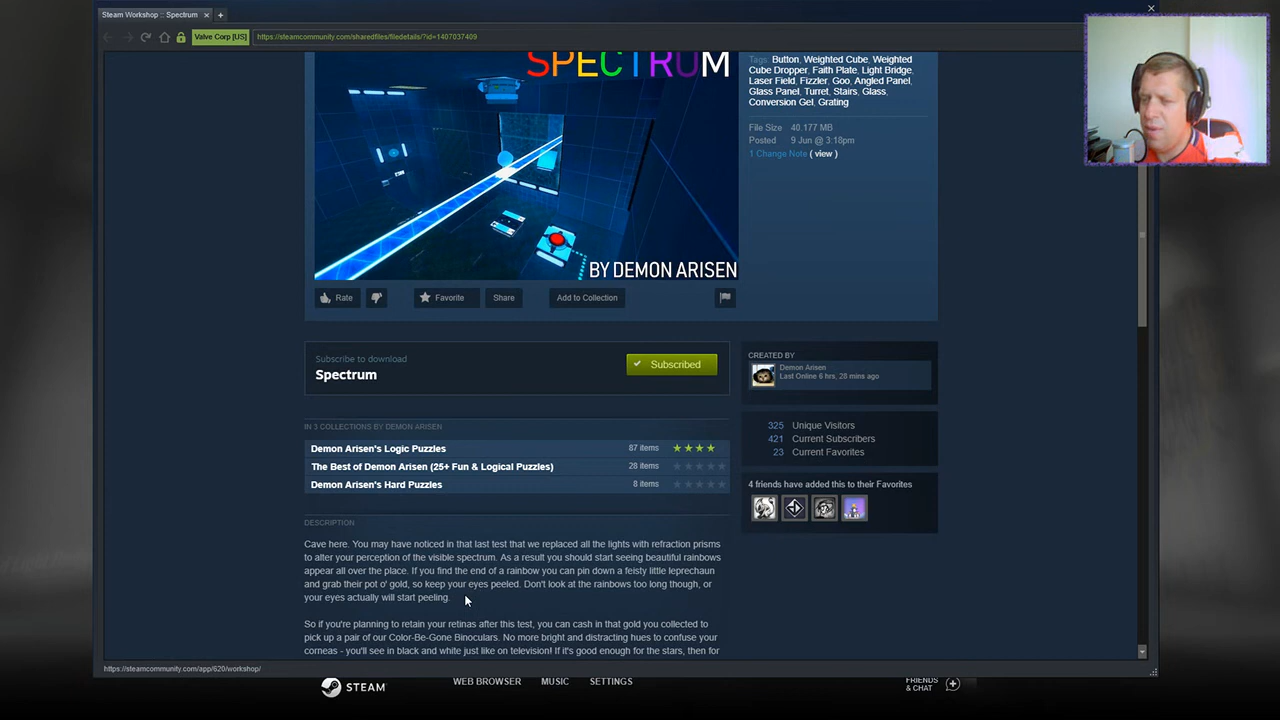 Steam Workshop :: Spectrum
Valve Corp [US]
https://steamcommunity.com/sharedfiles/filedetails/?id=1407037409
SPECTRUM
BY DEMON ARISEN
Tags: Button, Weighted Cube, Weighted
Cube Dropper, Faith Plate, Light Bridge,
Laser Field, Fizzler, Goo, Angled Panel,
Glass Panel, Turret, Stairs, Glass,
Conversion Gel, Grating
File Size 40.177 MB
Posted 9 Jun @ 3:18pm
1 Change Note ( view )
Rate
Favorite
Share
Add to Collection
Subscribe to download
Spectrum
Subscribed
CREATED BY
Demon Arisen
Last Online 6 hrs, 28 mins ago
325 Unique Visitors
421 Current Subscribers
23 Current Favorites
4 friends have added this to their Favorites
IN 3 COLLECTIONS BY DEMON ARISEN
Demon Arisen's Logic Puzzles 87 items
The Best of Demon Arisen (25+ Fun & Logical Puzzles) 28 items
Demon Arisen's Hard Puzzles 8 items
DESCRIPTION
Cave here. You may have noticed in that last test that we replaced all the lights with refraction prisms
to alter your perception of the visible spectrum. As a result you should start seeing beautiful rainbows
appear all over the place. If you find the end of a rainbow you can pin down a feisty little leprechaun
and grab their pot o' gold, so keep your eyes peeled. Don't look at the rainbows too long though, or
your eyes actually will start peeling.
So if you're planning to retain your retinas after this test, you can cash in that gold you collected to
pick up a pair of our Color-Be-Gone Binoculars. No more bright and distracting hues to confuse your
corneas - you'll see in black and white just like on television! If it's good enough for the stars, then for
https://steamcommunity.com/app/620/workshop/
STEAM
WEB BROWSER
MUSIC
SETTINGS
FRIENDS
& CHAT